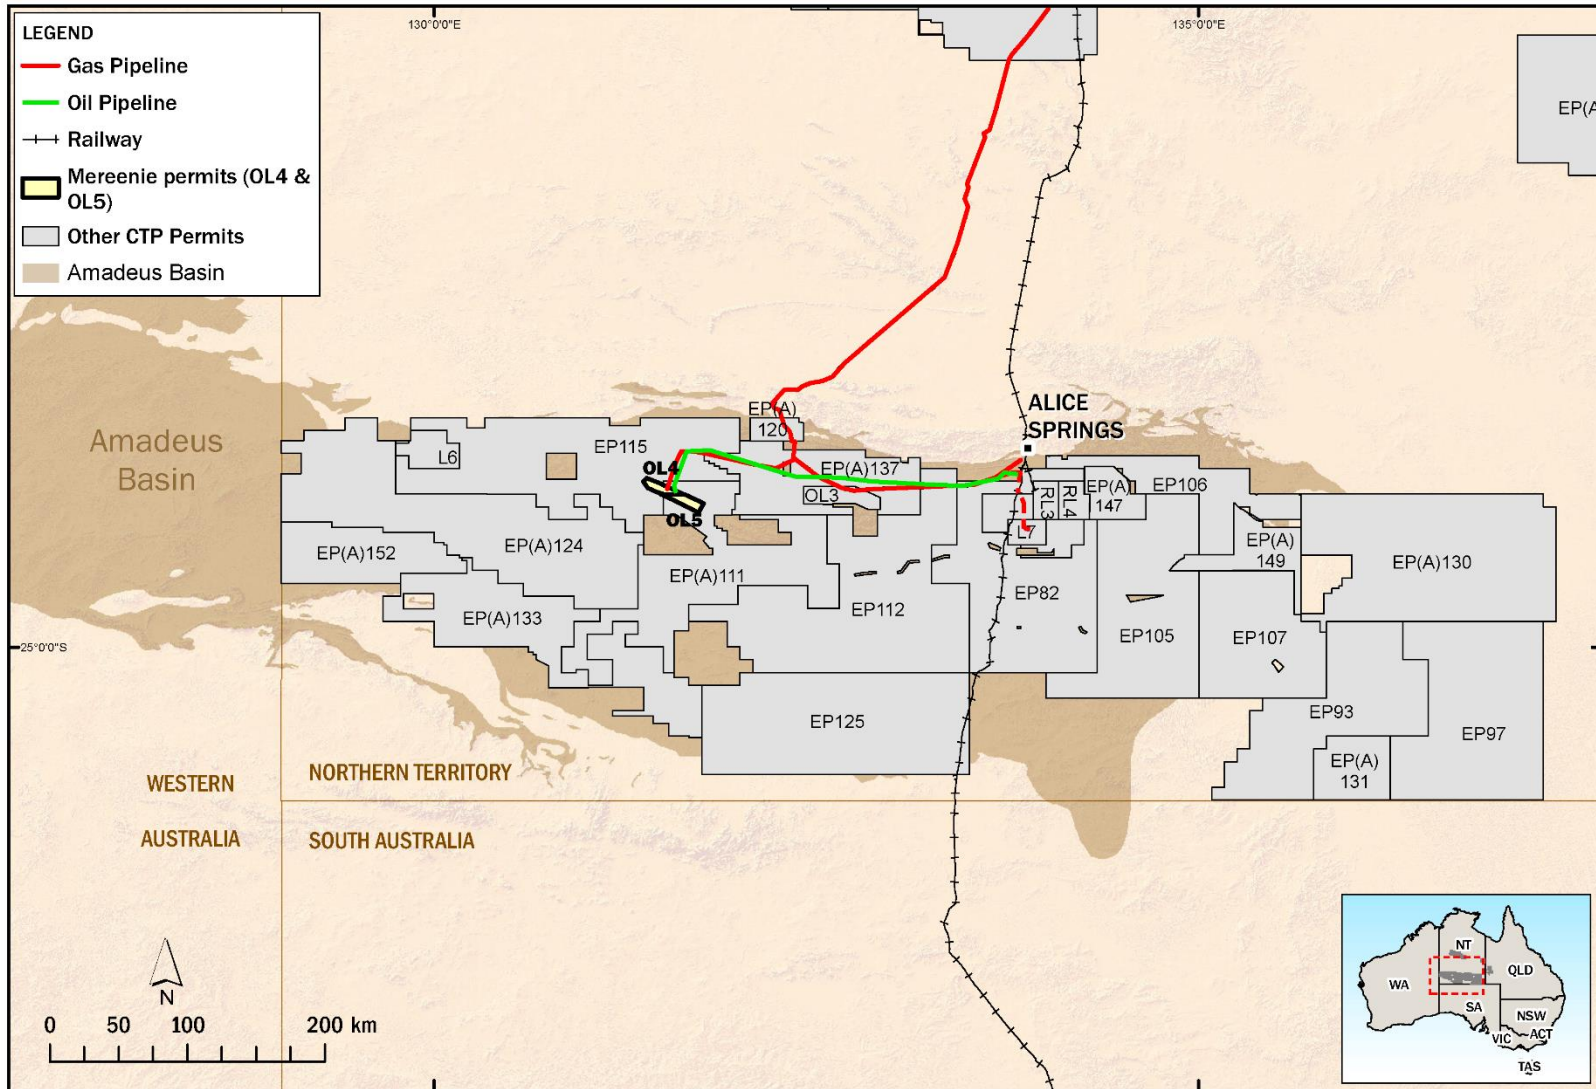 130°0'0"E
135°0'0"E
LEGEND
Gas Pipeline
Oil Pipeline
Railway
Mereenie permits (OL4 &
OL5)
Other CTP Permits
Amadeus Basin
EP(A
Amadeus
Basin
ALICE
SPRINGS
EP(A)
120
EP115
L6
OL4
OL5
EP(A)137
OL3
RL3
RL4
EP(A)
147
EP106
L7
EP(A)152
EP(A)124
EP(A)111
EP(A)
149
EP(A)130
EP(A)133
EP112
EP82
EP105
EP107
25°0'0"S
EP125
EP93
EP97
EP(A)
131
WESTERN
AUSTRALIA
NORTHERN TERRITORY
SOUTH AUSTRALIA
N
0 50 100 200 km
NT
WA
QLD
SA
NSW
ACT
VIC
TAS